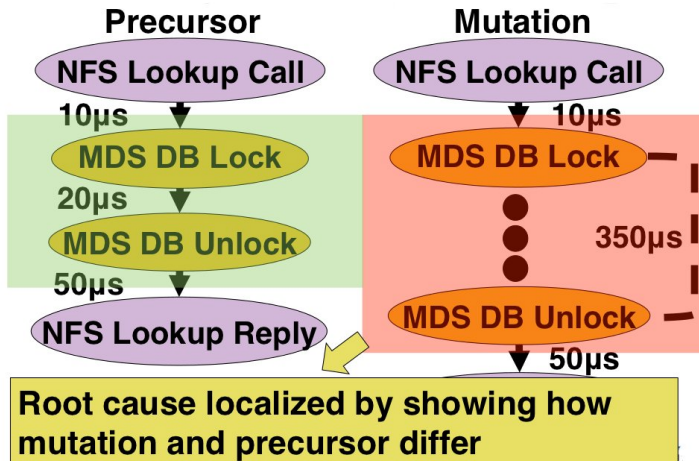 Precursor
NFS Lookup Call
10µs
MDS DB Lock
20µs
MDS DB Unlock
50µs
NFS Lookup Reply
Mutation
NFS Lookup Call
10µs
MDS DB Lock
350µs
MDS DB Unlock
50µs
Root cause localized by showing how
mutation and precursor differ